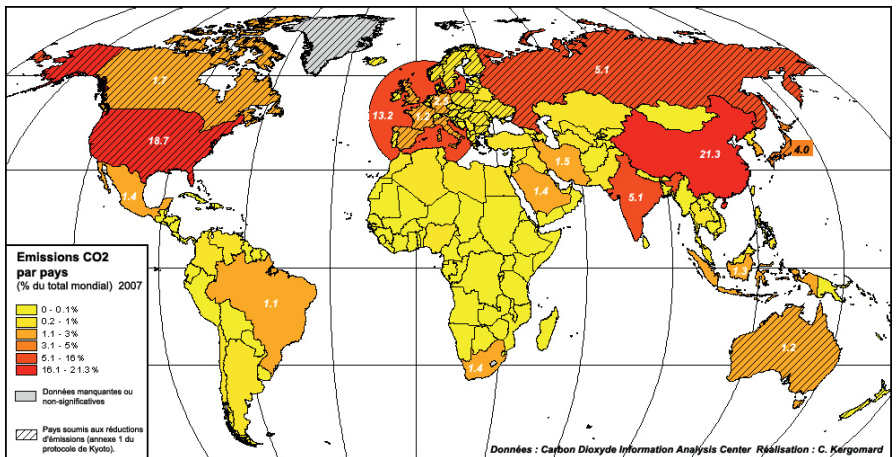 1.7
5.1
13.2
2.5
1.2
18.7
21.3
4.0
1.5
1.4
1.4
5.1
1.3
1.1
1.2
1.4
Emissions CO2
par pays
(% du total mondial) 2007
0 - 0.1%
0.2 - 1%
1.1 - 3%
3.1 - 5%
5.1 - 16%
16.1 - 21.3%
Données manquantes ou
non-significatives
Pays soumis aux réductions
d'émissions (annexe 1 du
protocole de Kyoto).
Données : Carbon Dioxyde Information Analysis Center Réalisation : C. Kergomard